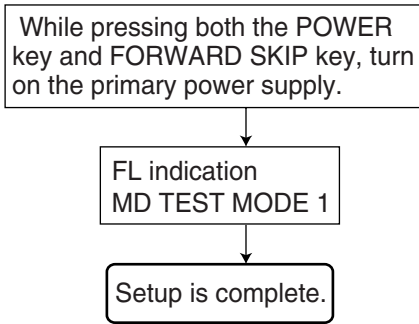 While pressing both the POWER
key and FORWARD SKIP key, turn
on the primary power supply.
FL indication
MD TEST MODE 1
Setup is complete.